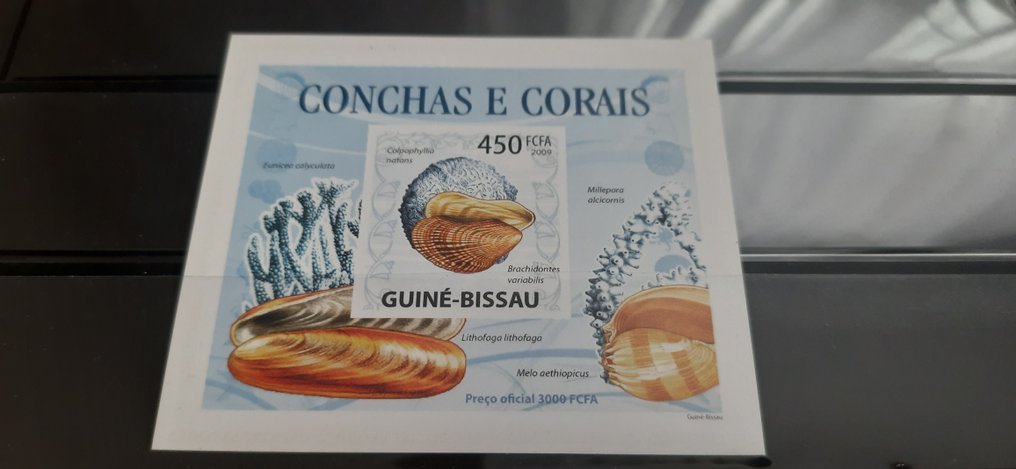 CONCHAS E CORAIS
450 FCFA
2009
Colpophyllia
natans
Eunicea calyculata
Millepara
alcicornis
Brachidontes
variabilis
GUINÉ-BISSAU
Lithofaga lithofaga
Melo aethiopicus
Preço oficial 3000 FCFA
Guiné-Bissau